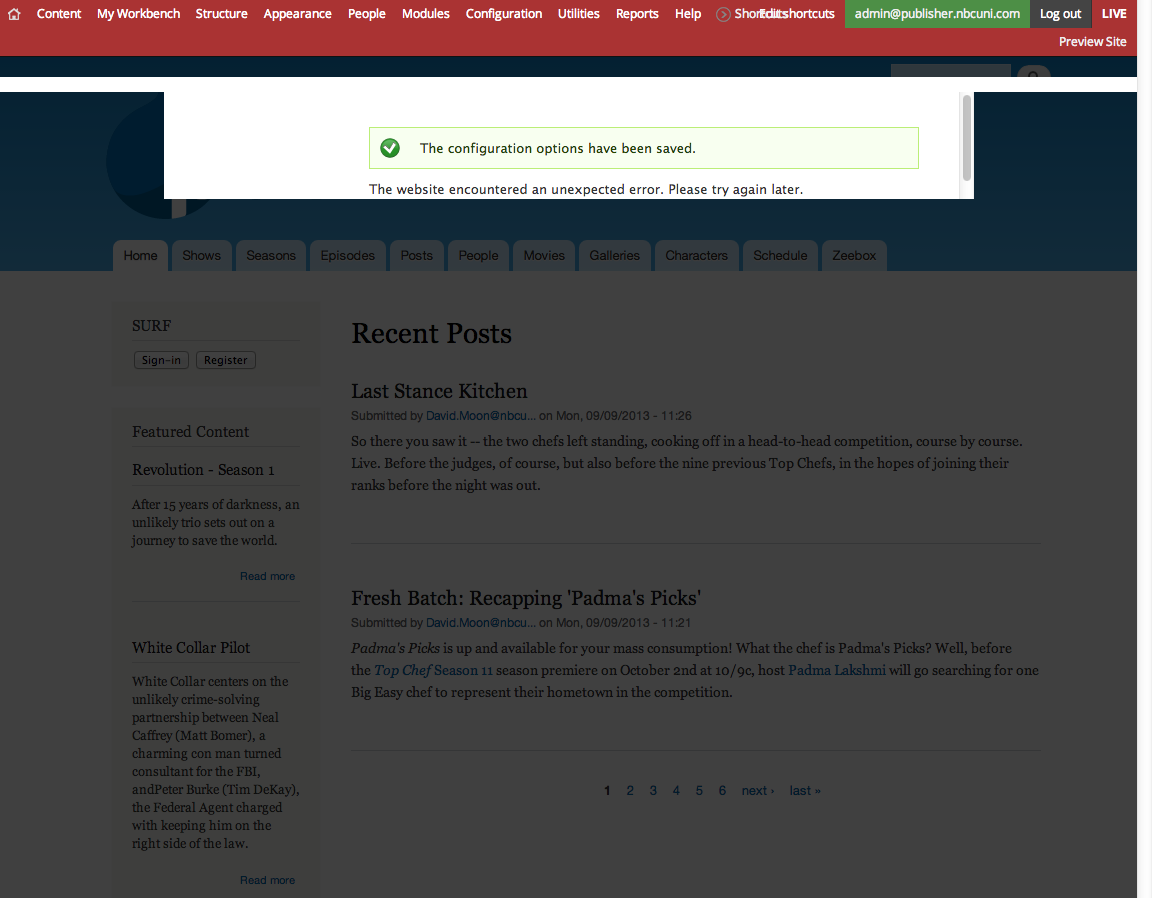 Content My Workbench Structure Appearance People Modules Configuration Utilities Reports Help Edit shortcuts admin@publisher.nbcuni.com Log out LIVE
Preview Site
The configuration options have been saved.
The website encountered an unexpected error. Please try again later.
Home Shows Seasons Episodes Posts People Movies Galleries Characters Schedule Zeebox
SURF
Sign-in Register
Featured Content
Revolution - Season 1
After 15 years of darkness, an
unlikely trio sets out on a
journey to save the world.
Read more
White Collar Pilot
White Collar centers on the
unlikely crime-solving
partnership between Neal
Caffrey (Matt Bomer), a
charming con man turned
consultant for the FBI,
andPeter Burke (Tim DeKay),
the Federal Agent charged
with keeping him on the
right side of the law.
Read more
Recent Posts
Last Stance Kitchen
Submitted by David.Moon@nbcu... on Mon, 09/09/2013 - 11:26
So there you saw it -- the two chefs left standing, cooking off in a head-to-head competition, course by course.
Live. Before the judges, of course, but also before the nine previous Top Chefs, in the hopes of joining their
ranks before the night was out.
Fresh Batch: Recapping 'Padma's Picks'
Submitted by David.Moon@nbcu... on Mon, 09/09/2013 - 11:21
Padma's Picks is up and available for your mass consumption! What the chef is Padma's Picks? Well, before
the Top Chef Season 11 season premiere on October 2nd at 10/9c, host Padma Lakshmi will go searching for one
Big Easy chef to represent their hometown in the competition.
1 2 3 4 5 6 next › last »